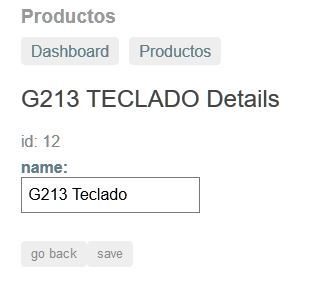 Productos
Dashboard Productos
G213 TECLADO Details
id: 12
name:
G213 Teclado
go back save